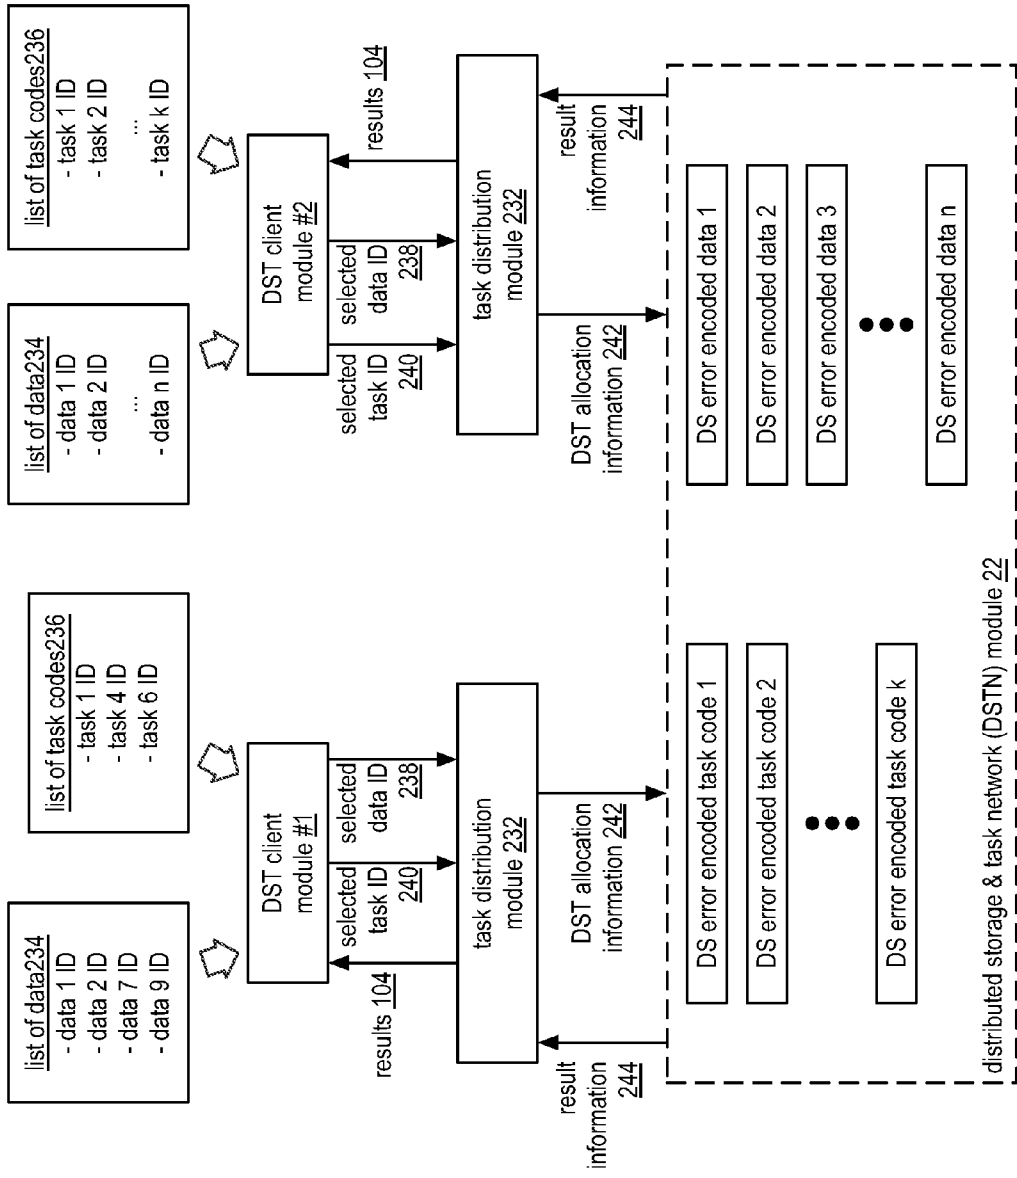 list of data234
- data 1 ID
- data 2 ID
- data 7 ID
- data 9 ID
list of task codes236
- task 1 ID
- task 4 ID
- task 6 ID
list of data234
- data 1 ID
- data 2 ID
...
- data n ID
list of task codes236
- task 1 ID
- task 2 ID
...
- task k ID
DST client
module #1
DST client
module #2
results 104
selected
task ID
240
selected
data ID
238
selected
task ID
240
selected
data ID
238
results 104
task distribution
module 232
task distribution
module 232
result
information
244
DST allocation
information 242
DST allocation
information 242
result
information
244
DS error encoded task code 1
DS error encoded task code 2
DS error encoded task code k
DS error encoded data 1
DS error encoded data 2
DS error encoded data 3
DS error encoded data n
distributed storage & task network (DSTN) module 22